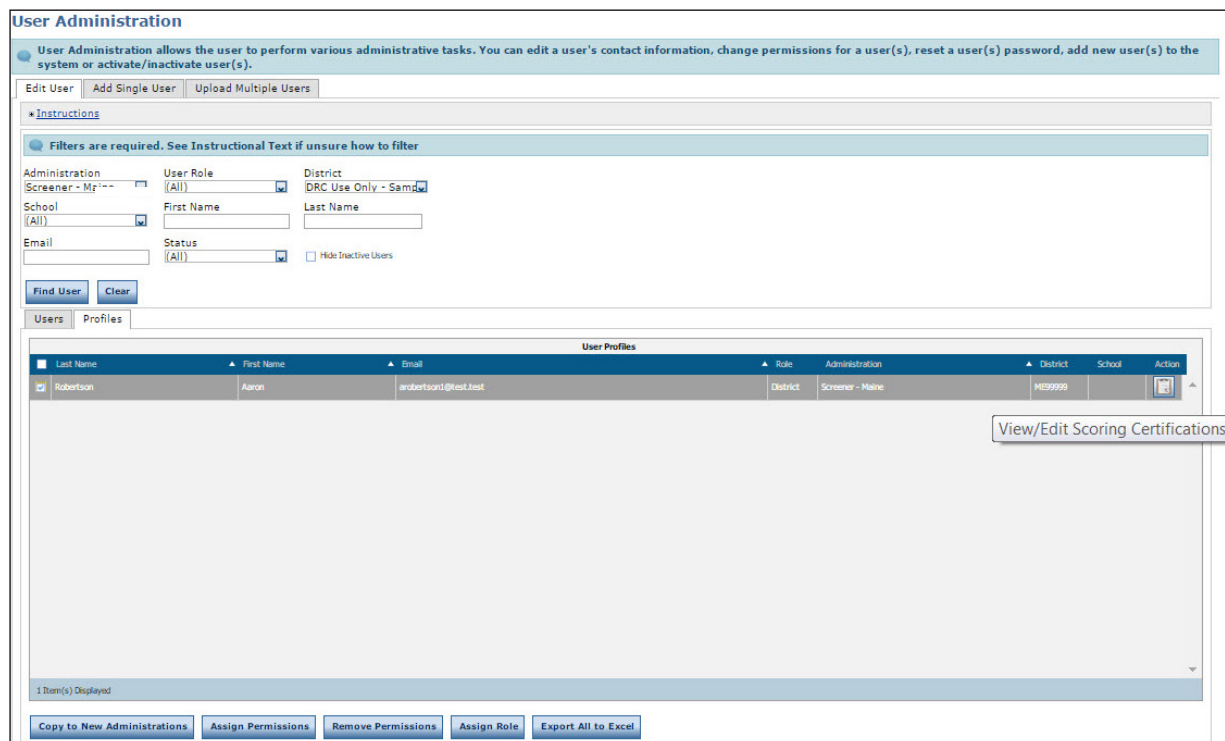 User Administration
User Administration allows the user to perform various administrative tasks. You can edit a user's contact information, change permissions for a user(s), reset a user(s) password, add new user(s) to the
system or activate/inactivate user(s).
Edit User Add Single User Upload Multiple Users
Instructions
Filters are required. See Instructional Text if unsure how to filter
Administration User Role District
Screener - (All) DRC Use Only - Samp
School First Name Last Name
(All)
Email Status
(All) Hide Inactive Users
Find User Clear
Users Profiles
User Profiles
Last Name First Name Email Role Administration District School Action
Robertson Aaron arobertson1@test.test District Screener - Maine ME99999
View/Edit Scoring Certifications
1 Item(s) Displayed
Copy to New Administrations Assign Permissions Remove Permissions Assign Role Export All to Excel